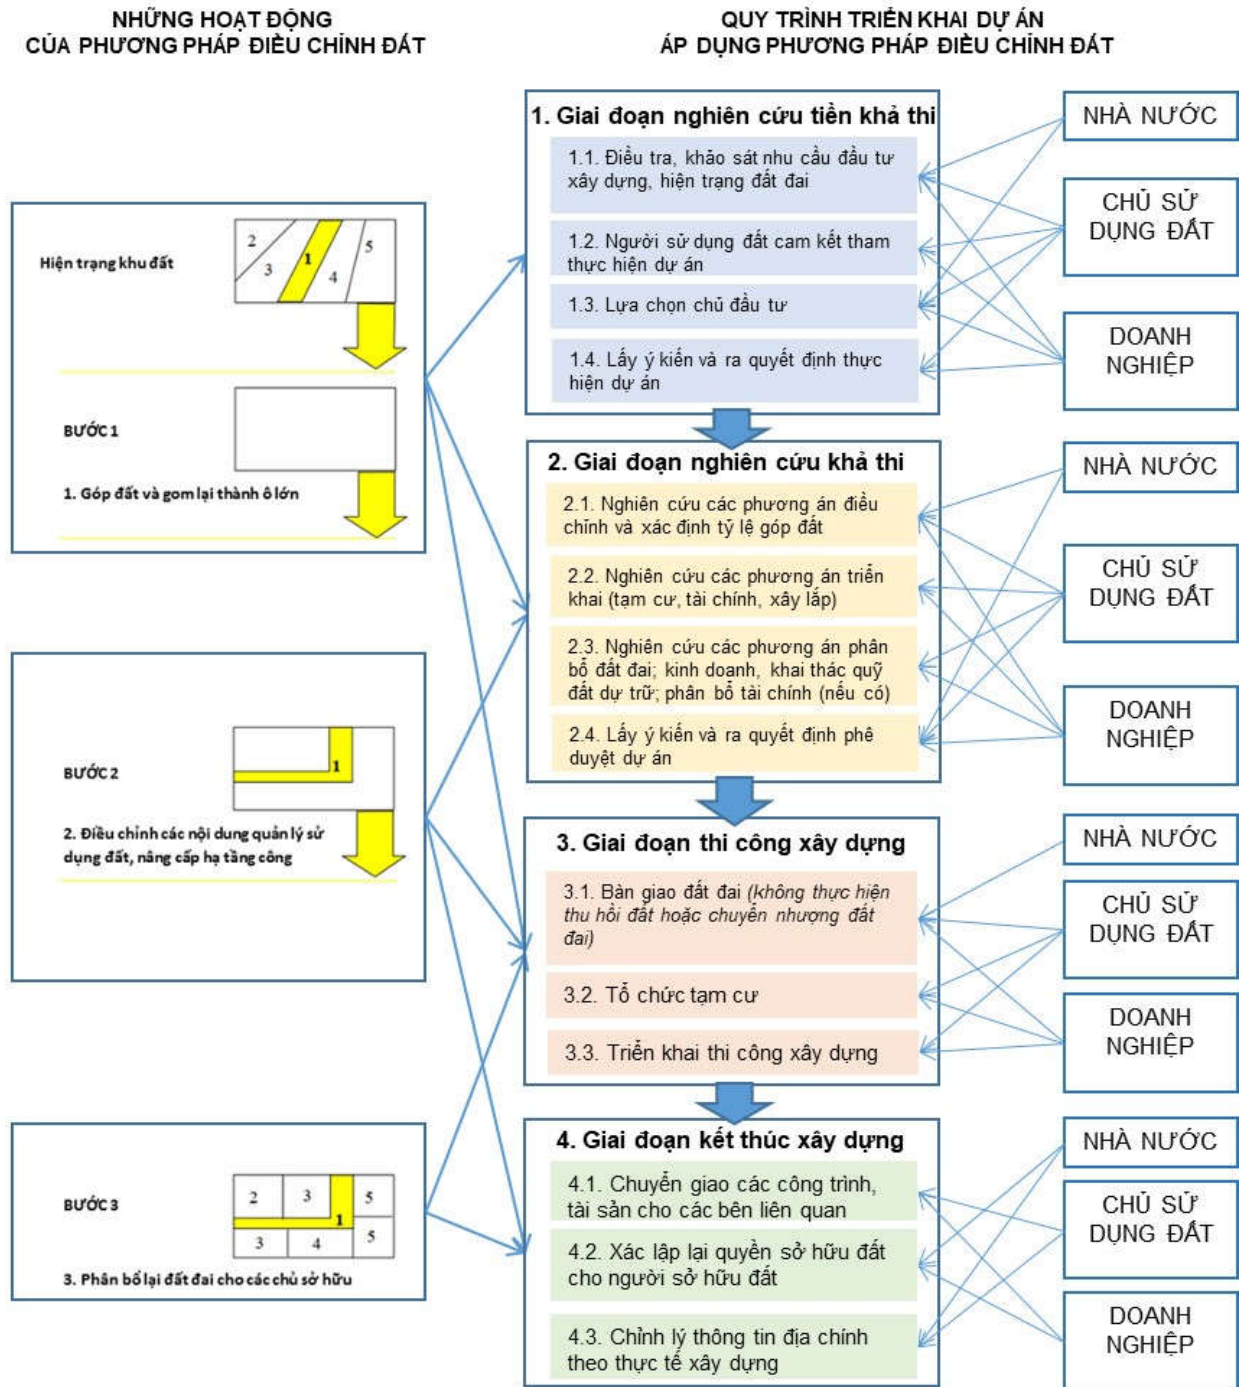 NHỮNG HOẠT ĐỘNG
CỦA PHƯƠNG PHÁP ĐIỀU CHỈNH ĐẤT
Hiện trạng khu đất
2
3
1
4
5
BƯỚC 1
1. Góp đất và gom lại thành ô lớn
BƯỚC 2
1
2. Điều chỉnh các nội dung quản lý sử
dụng đất, nâng cấp hạ tầng công
BƯỚC 3
2
3
5
1
3
4
5
3. Phân bổ lại đất đai cho các chủ sở hữu
QUY TRÌNH TRIỂN KHAI DỰ ÁN
ÁP DỤNG PHƯƠNG PHÁP ĐIỀU CHỈNH ĐẤT
1. Giai đoạn nghiên cứu tiền khả thi
1.1. Điều tra, khảo sát nhu cầu đầu tư
xây dựng, hiện trạng đất đai
1.2. Người sử dụng đất cam kết tham
thực hiện dự án
1.3. Lựa chọn chủ đầu tư
1.4. Lấy ý kiến và ra quyết định thực
hiện dự án
NHÀ NƯỚC
CHỦ SỬ
DỤNG ĐẤT
DOANH
NGHIỆP
2. Giai đoạn nghiên cứu khả thi
2.1. Nghiên cứu các phương án điều
chỉnh và xác định tỷ lệ góp đất
2.2. Nghiên cứu các phương án triển
khai (tạm cư, tài chính, xây lắp)
2.3. Nghiên cứu các phương án phân
bổ đất đai; kinh doanh, khai thác quỹ
đất dự trữ; phân bổ tài chính (nếu có)
2.4. Lấy ý kiến và ra quyết định phê
duyệt dự án
NHÀ NƯỚC
CHỦ SỬ
DỤNG ĐẤT
DOANH
NGHIỆP
3. Giai đoạn thi công xây dựng
3.1. Bàn giao đất đai (không thực hiện
thu hồi đất hoặc chuyển nhượng đất
đai)
3.2. Tổ chức tạm cư
3.3. Triển khai thi công xây dựng
NHÀ NƯỚC
CHỦ SỬ
DỤNG ĐẤT
DOANH
NGHIỆP
4. Giai đoạn kết thúc xây dựng
4.1. Chuyển giao các công trình,
tài sản cho các bên liên quan
4.2. Xác lập lại quyền sở hữu đất
cho người sở hữu đất
4.3. Chỉnh lý thông tin địa chính
theo thực tế xây dựng
NHÀ NƯỚC
CHỦ SỬ
DỤNG ĐẤT
DOANH
NGHIỆP